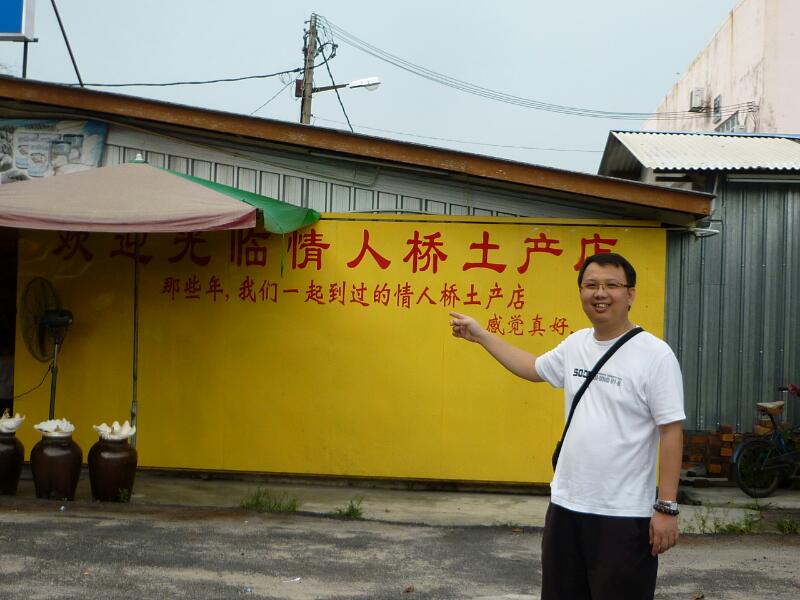 欢迎光临情人桥土产店
那些年，我们一起到过的情人桥土产店
感觉真好.